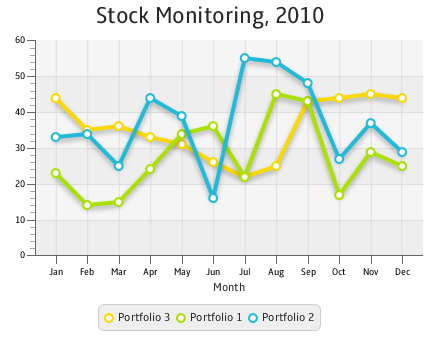 Stock Monitoring, 2010
60
50
40
30
20
10
0
Jan Feb Mar Apr May Jun Jul Aug Sep Oct Nov Dec
Month
Portfolio 3 Portfolio 1 Portfolio 2